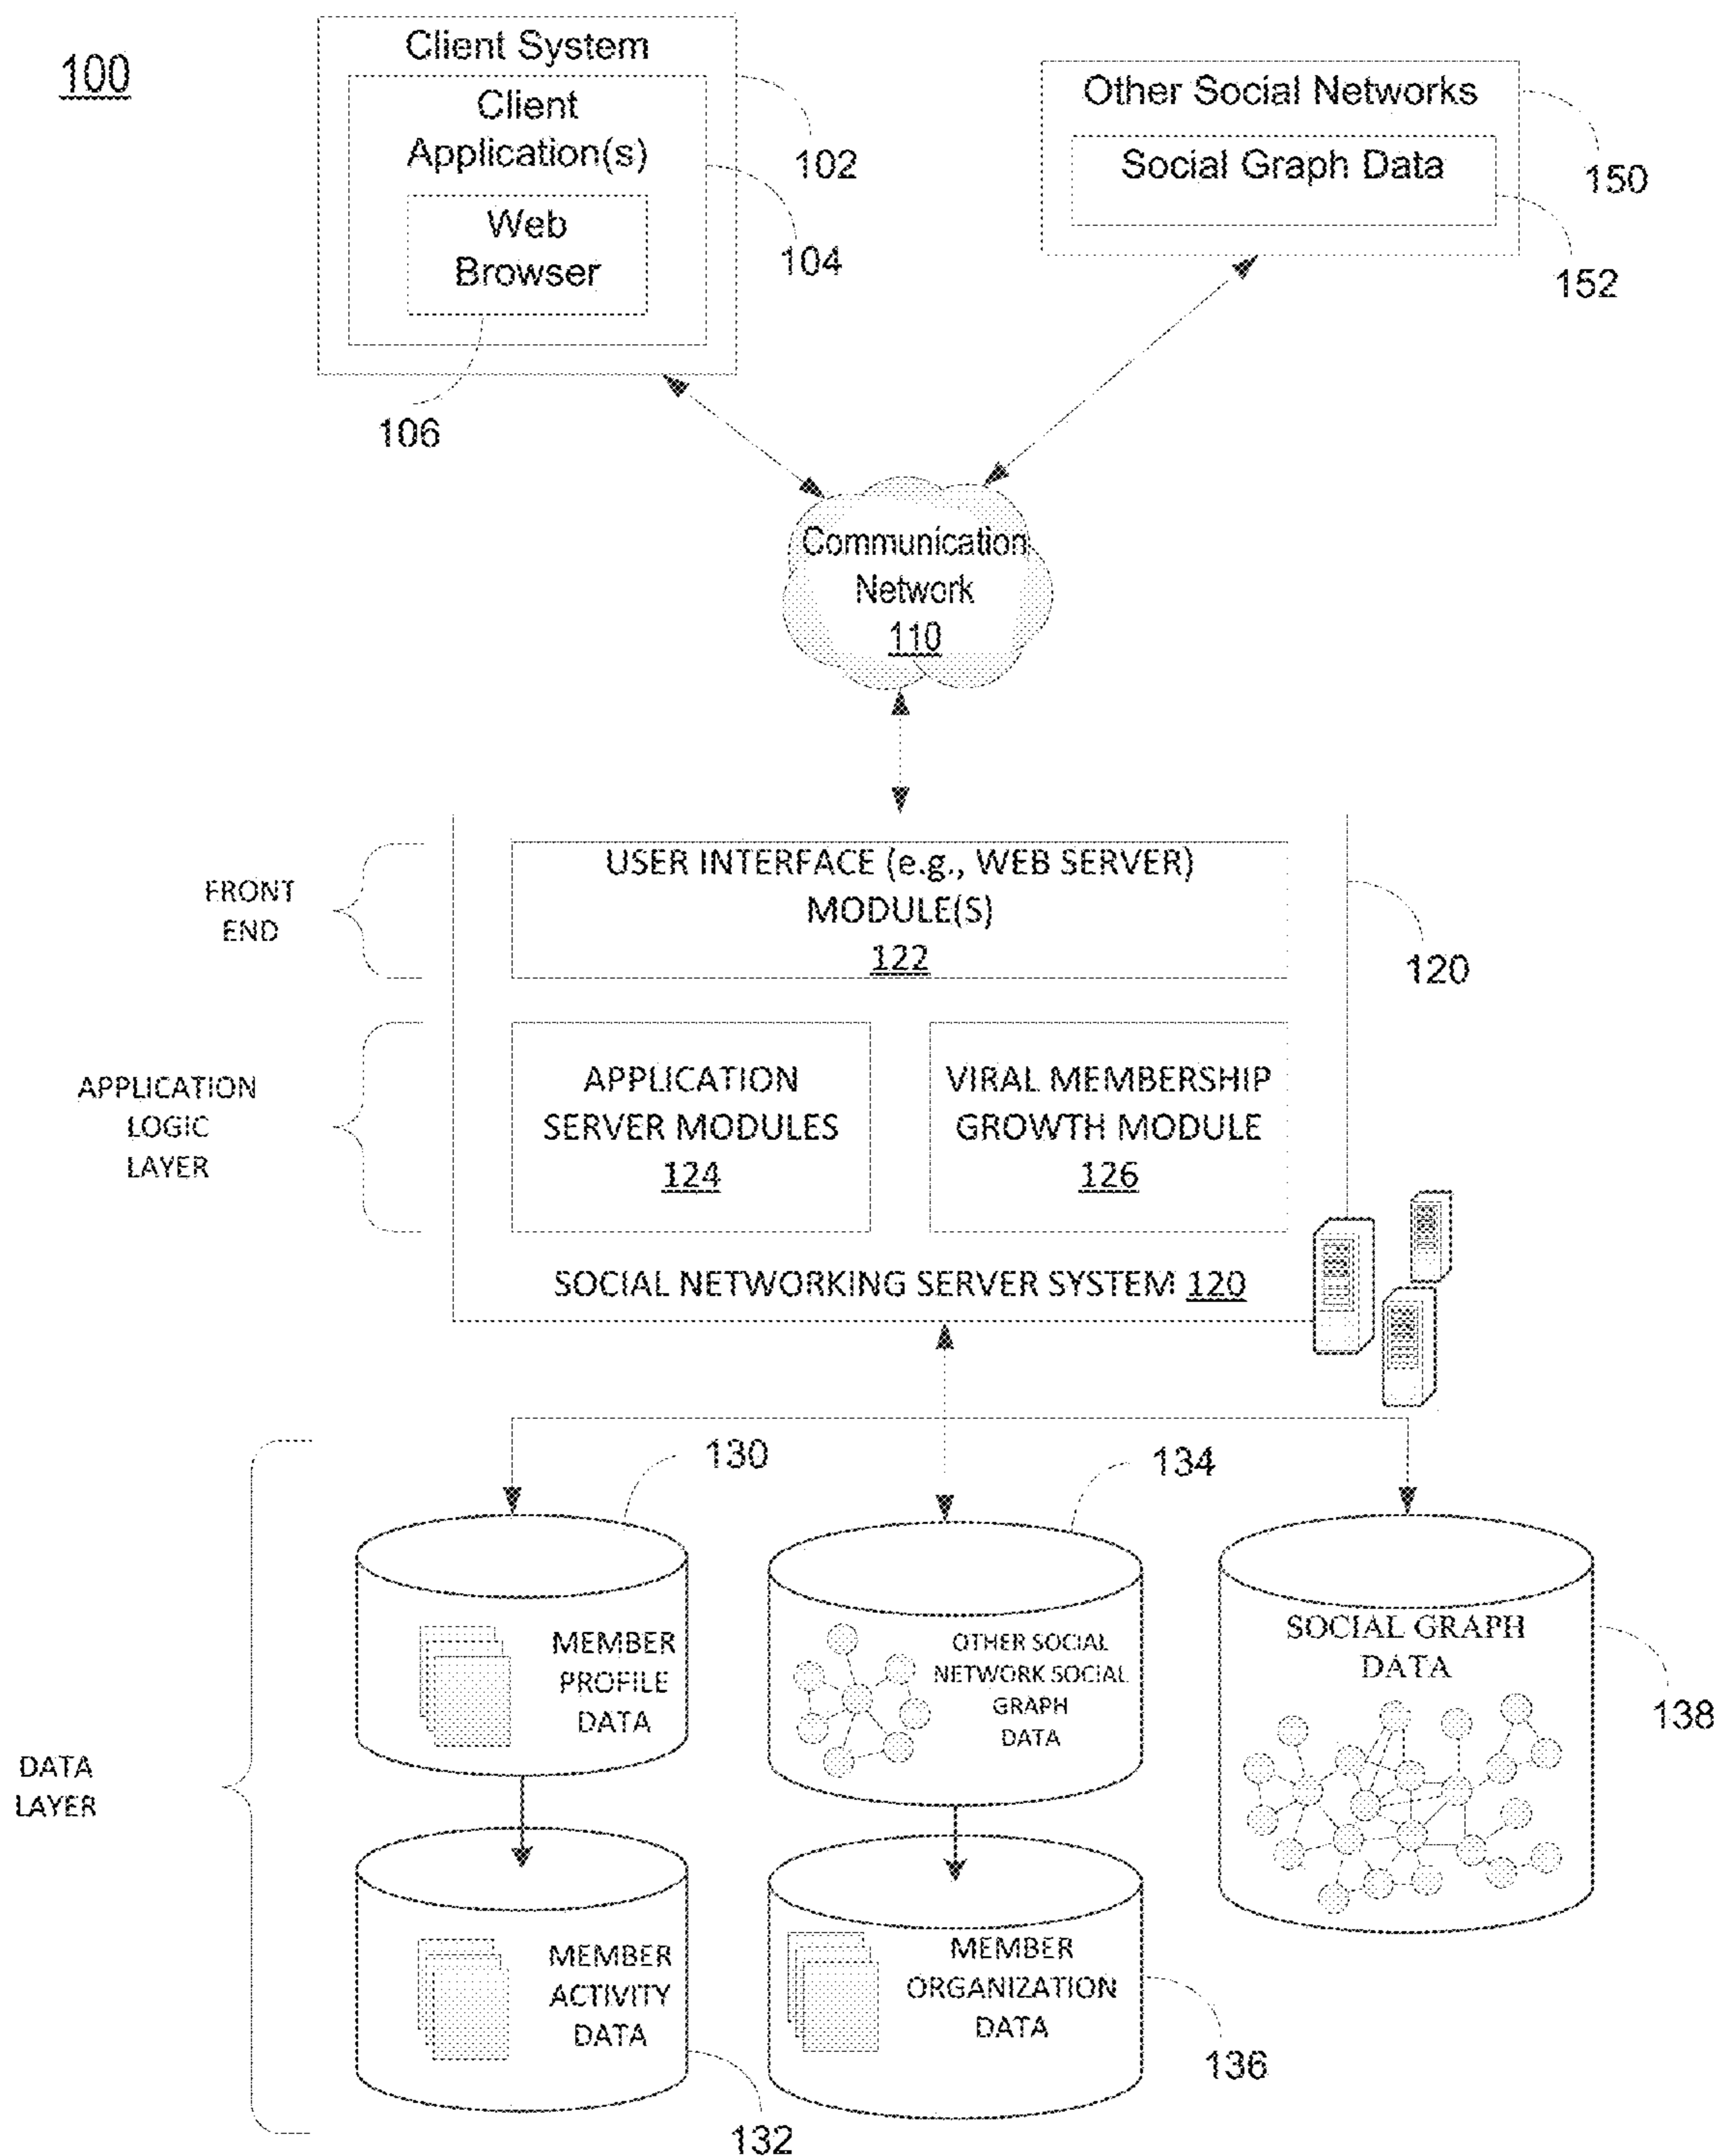 100
Client System
Client
Application(s)
Web
Browser
102
104
106
Other Social Networks
Social Graph Data
150
152
Communication
Network
110
FRONT
END
USER INTERFACE (e.g., WEB SERVER)
MODULE(S)
122
120
APPLICATION
LOGIC
LAYER
APPLICATION
SERVER MODULES
124
VIRAL MEMBERSHIP
GROWTH MODULE
126
SOCIAL NETWORKING SERVER SYSTEM 120
DATA
LAYER
130
MEMBER
PROFILE
DATA
134
OTHER SOCIAL
NETWORK SOCIAL
GRAPH
DATA
SOCIAL GRAPH
DATA
138
MEMBER
ACTIVITY
DATA
132
MEMBER
ORGANIZATION
DATA
136